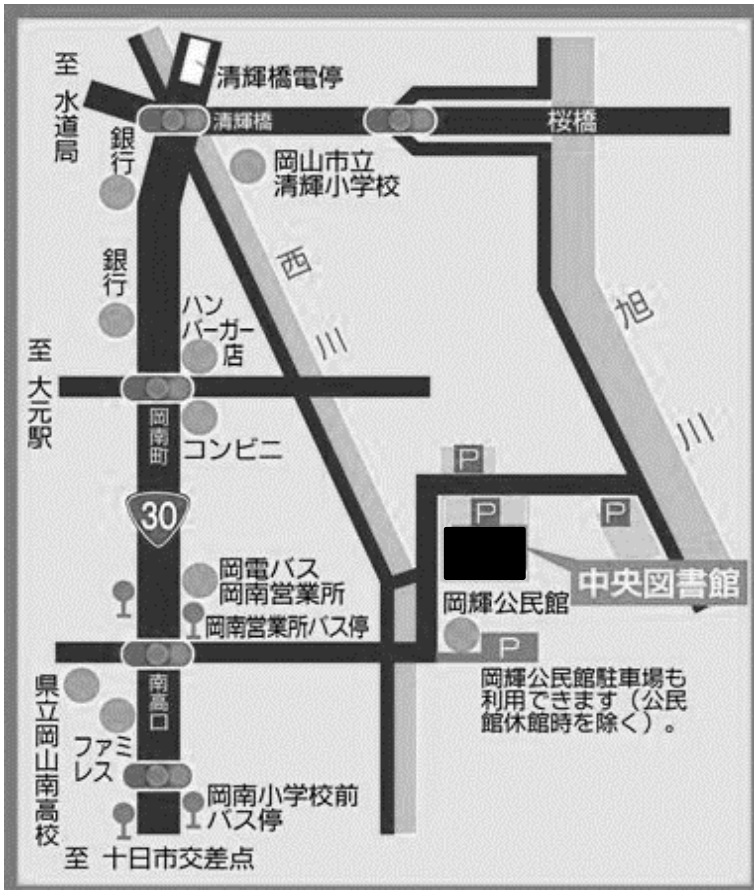 清輝橋電停
至 水道局
清輝橋
桜橋
銀行
岡山市立
清輝小学校
西川
旭川
銀行
ハン
バーガー
店
至 大元駅
岡南町
コンビニ
P
30
P
P
中央図書館
岡電バス
岡南営業所
岡輝公民館
岡南営業所バス停
P
岡輝公民館駐車場も
利用できます(公民
館休館時を除く)。
南高口
県立岡山南高校
ファミ
レス
岡南小学校前
バス停
至 十日市交差点